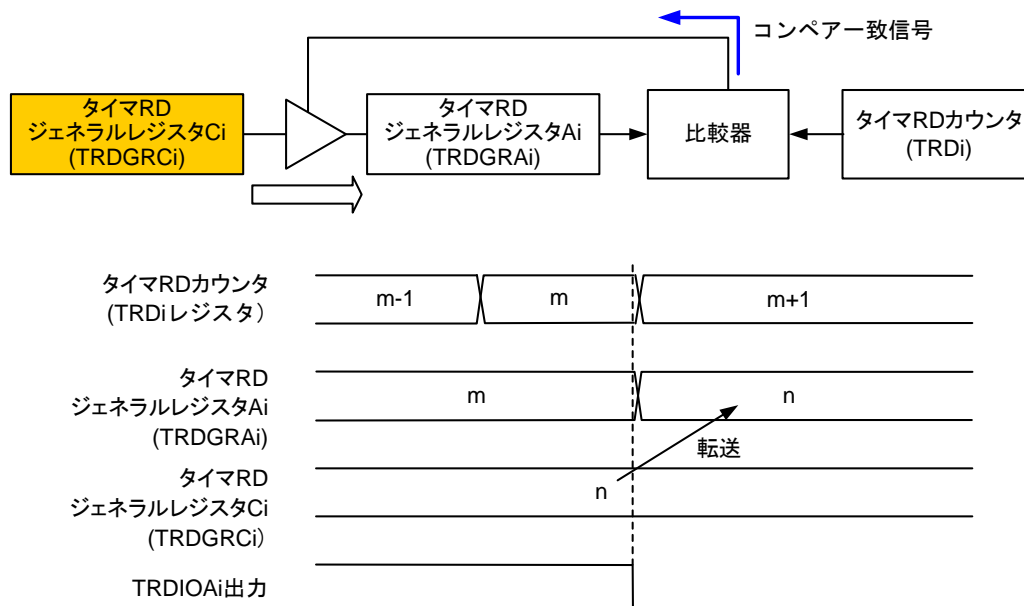 コンペアー致信号
タイマRD
ジェネラルレジスタCi
(TRDGRCi)
タイマRD
ジェネラルレジスタAi
(TRDGRAi)
比較器
タイマRDカウンタ
(TRDi)
タイマRDカウンタ
(TRDiレジスタ)
m-1
m
m+1
タイマRD
ジェネラルレジスタAi
(TRDGRAi)
m
n
転送
タイマRD
ジェネラルレジスタCi
(TRDGRCi)
n
TRDIOAi出力